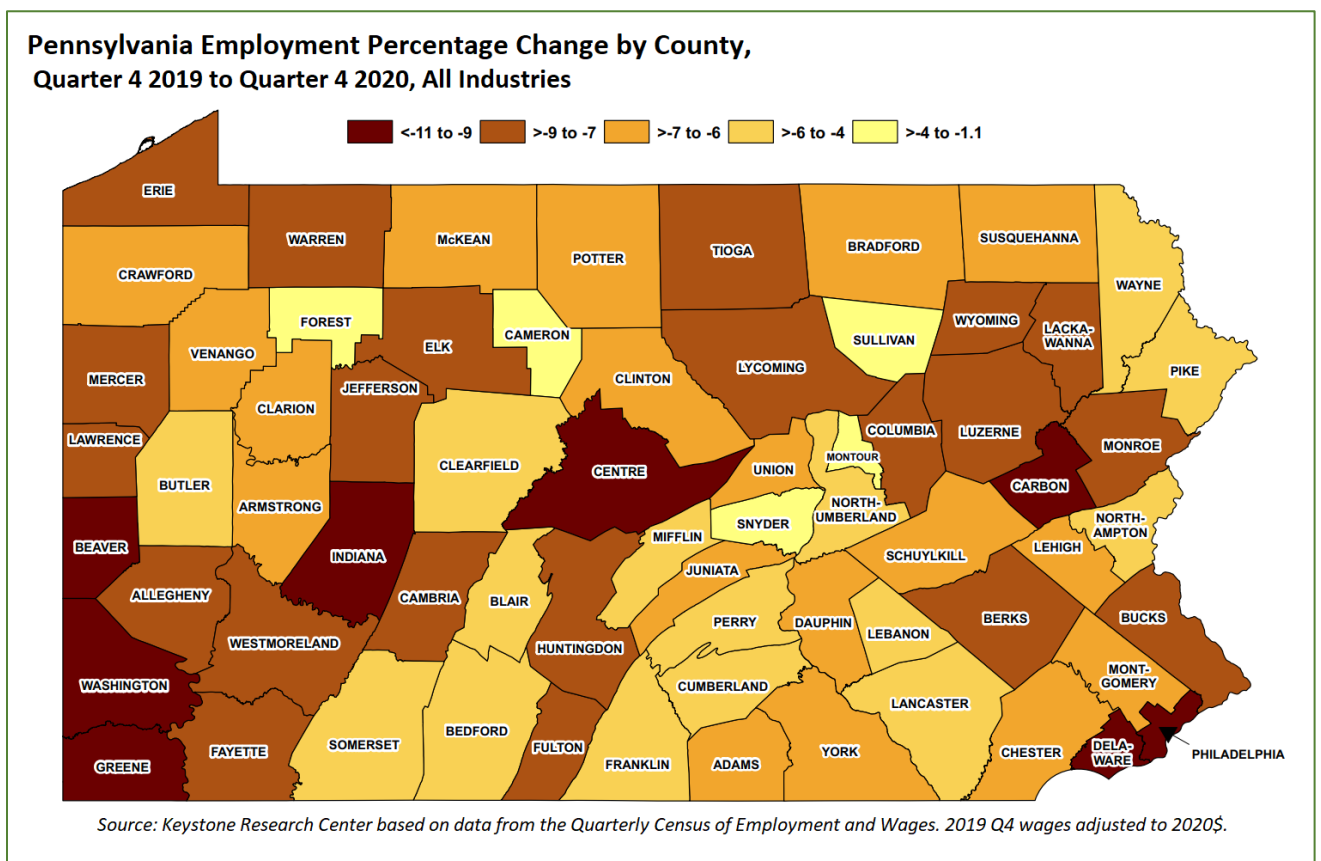 Pennsylvania Employment Percentage Change by County,
Quarter 4 2019 to Quarter 4 2020, All Industries
<-11 to -9
>-9 to -7
>-7 to -6
>-6 to -4
>-4 to -1.1
ERIE
WARREN
McKEAN
POTTER
TIOGA
BRADFORD
SUSQUEHANNA
CRAWFORD
WAYNE
FOREST
CAMERON
SULLIVAN
WYOMING
LACKA-
WANNA
VENANGO
ELK
MERCER
JEFFERSON
CLINTON
LYCOMING
PIKE
CLARION
LAWRENCE
COLUMBIA
LUZERNE
MONROE
BUTLER
CLEARFIELD
CENTRE
UNION
MONTOUR
CARBON
ARMSTRONG
NORTH-
UMBERLAND
SNYDER
NORTH-
AMPTON
BEAVER
INDIANA
MIFFLIN
SCHUYLKILL
LEHIGH
JUNIATA
ALLEGHENY
CAMBRIA
BLAIR
PERRY
DAUPHIN
LEBANON
BERKS
BUCKS
WESTMORELAND
HUNTINGDON
WASHINGTON
CUMBERLAND
LANCASTER
MONT-
GOMERY
GREENE
FAYETTE
SOMERSET
BEDFORD
FULTON
FRANKLIN
ADAMS
YORK
CHESTER
DELA-
WARE
PHILADELPHIA
Source: Keystone Research Center based on data from the Quarterly Census of Employment and Wages. 2019 Q4 wages adjusted to 2020$.